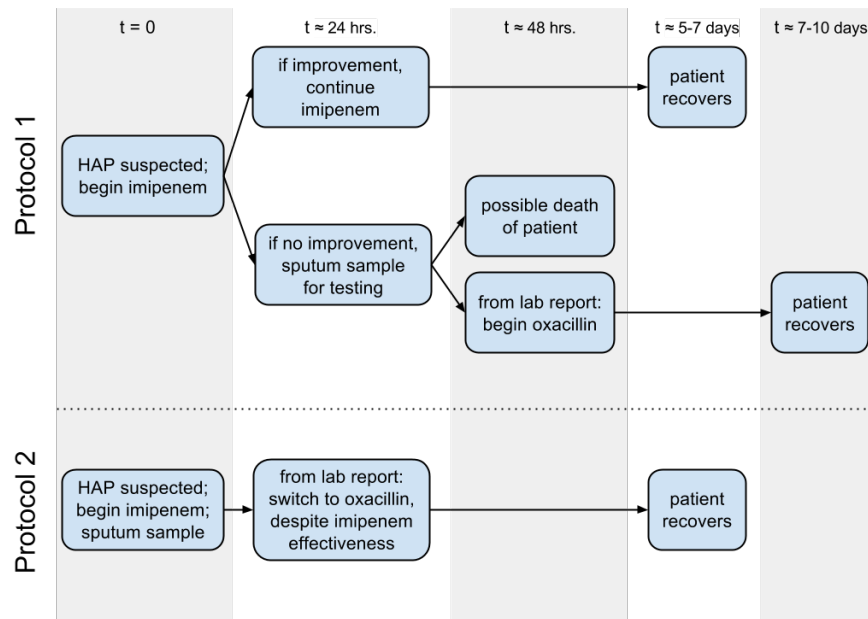 t = 0
t ≈ 24 hrs.
t ≈ 48 hrs.
t ≈ 5-7 days
t ≈ 7-10 days
Protocol 1
HAP suspected;
begin imipenem
if improvement,
continue
imipenem
patient
recovers
if no improvement,
sputum sample
for testing
possible death
of patient
from lab report:
begin oxacillin
patient
recovers
Protocol 2
HAP suspected;
begin imipenem;
sputum sample
from lab report:
switch to oxacillin,
despite imipenem
effectiveness
patient
recovers